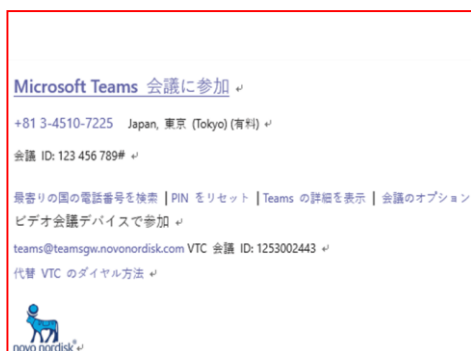 Microsoft Teams 会議に参加 ↵
+81 3-4510-7225 Japan, 東京 (Tokyo) (有料) ↵
会議 ID: 123 456 789# ↵
最寄りの国の電話番号を検索 | PIN をリセット | Teams の詳細を表示 | 会議のオプション
ビデオ会議デバイスで参加 ↵
teams@teamsgw.novonordisk.com VTC 会議 ID: 1253002443 ↵
代替 VTC のダイヤル方法 ↵
novo nordisk® ↵